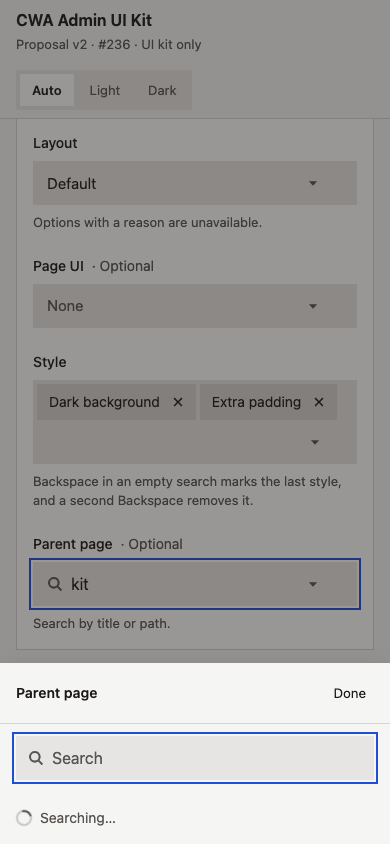 CWA Admin UI Kit
Proposal v2 · #236 · UI kit only
Auto
Light
Dark
Layout
Default
Options with a reason are unavailable.
Page UI · Optional
None
Style
Dark background ✕ Extra padding ✕
Backspace in an empty search marks the last style,
and a second Backspace removes it.
Parent page · Optional
kit
Search by title or path.
Parent page
Done
Search
Searching...